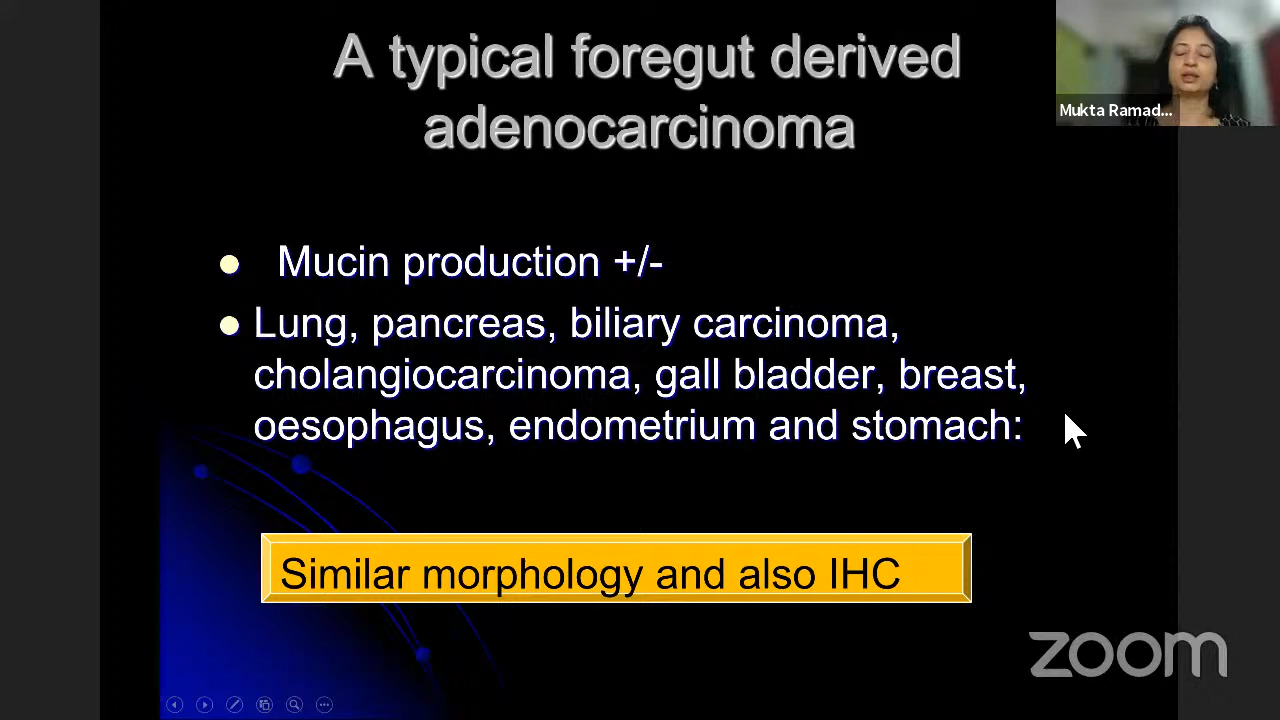 A typical foregut derived
adenocarcinoma
Mukta Ramad...
Mucin production +/-
Lung, pancreas, biliary carcinoma,
cholangiocarcinoma, gall bladder, breast,
oesophagus, endometrium and stomach:
Similar morphology and also IHC
zoom